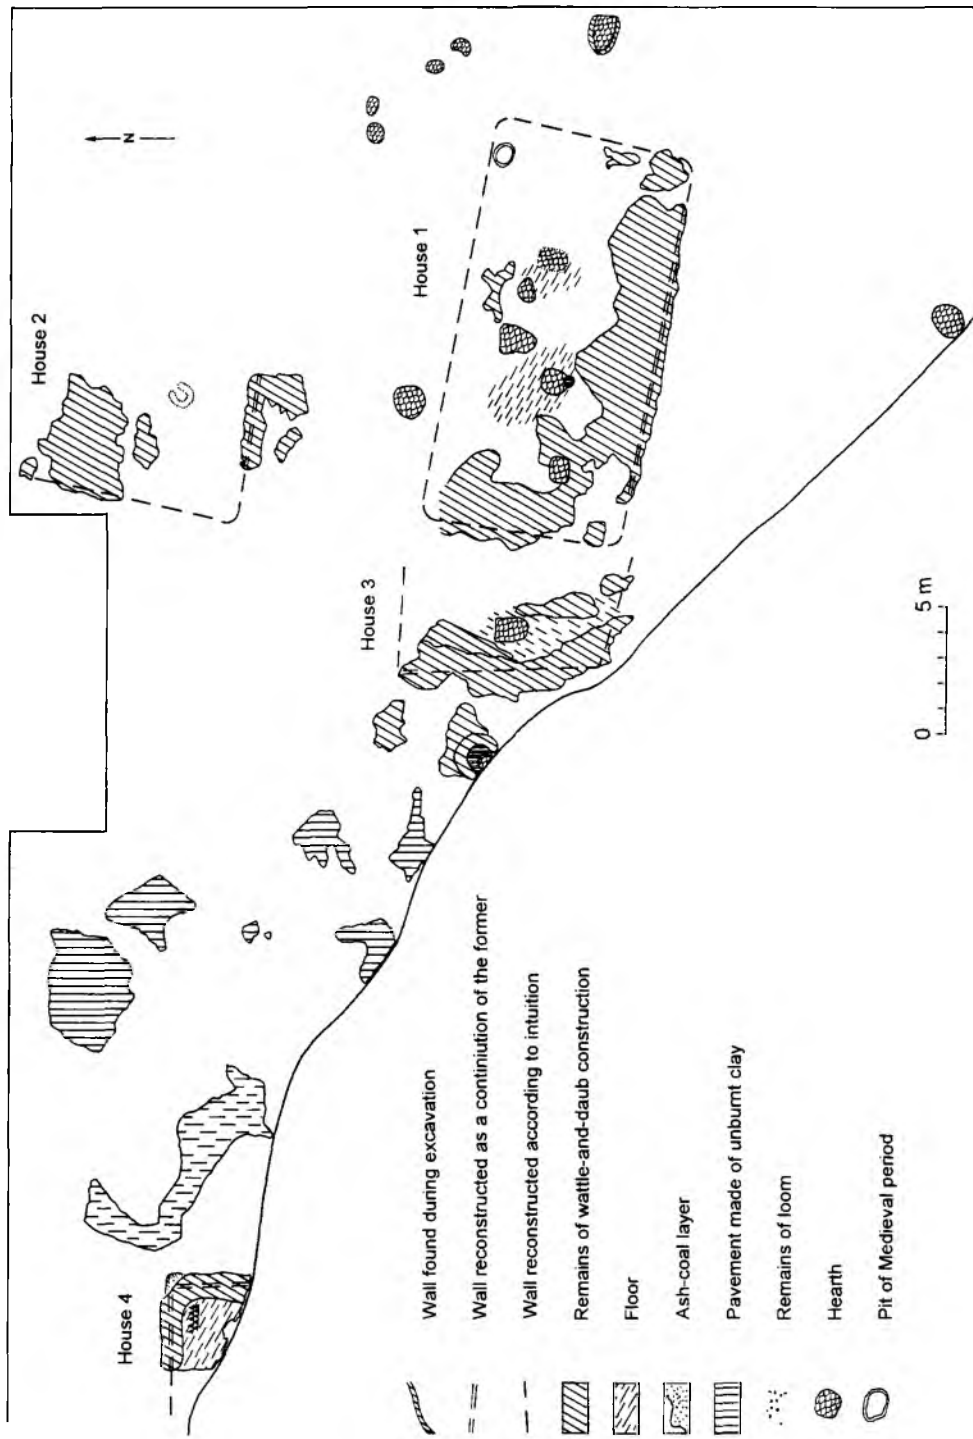 N
House 2
House 1
House 3
House 4
0 5 m
Wall found during excavation
Wall reconstructed as a continiution of the former
Wall reconstructed according to intuition
Remains of wattle-and-daub construction
Floor
Ash-coal layer
Pavement made of unburnt clay
Remains of loom
Hearth
Pit of Medieval period